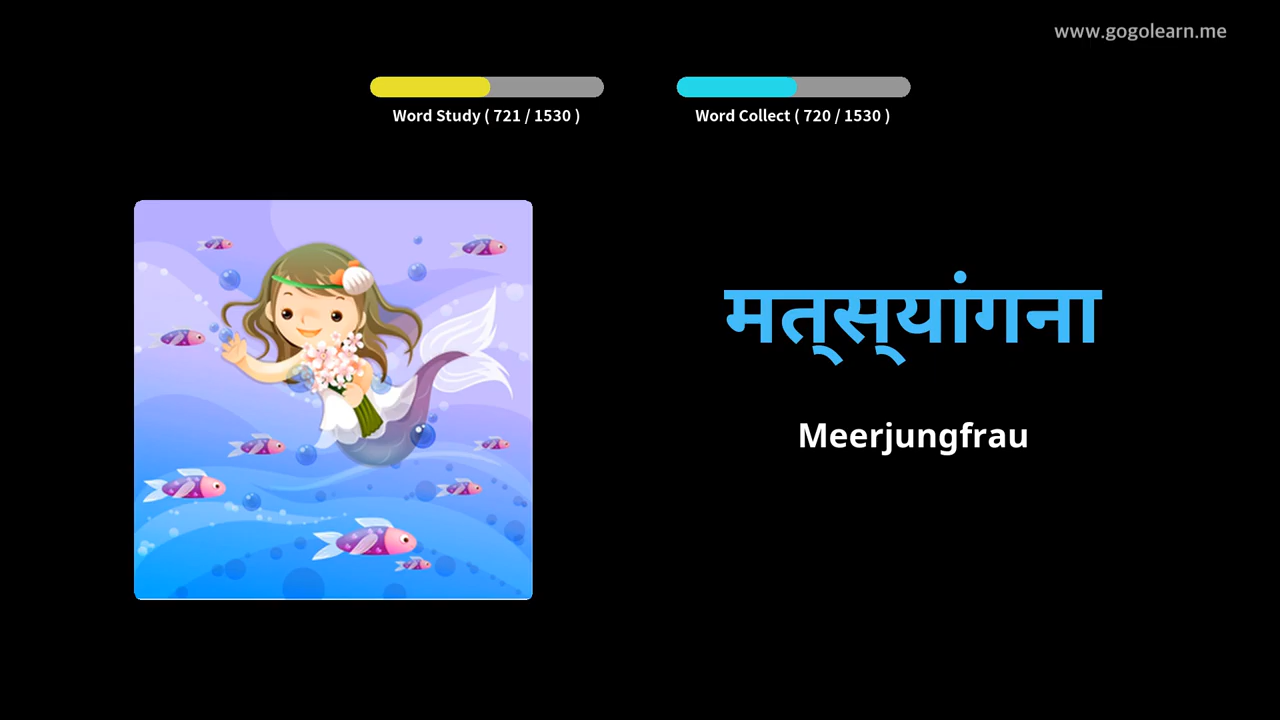 www.gogolearn.me
Word Study ( 721 / 1530 )
Word Collect ( 720 / 1530 )
मत्स्यांगना
Meerjungfrau